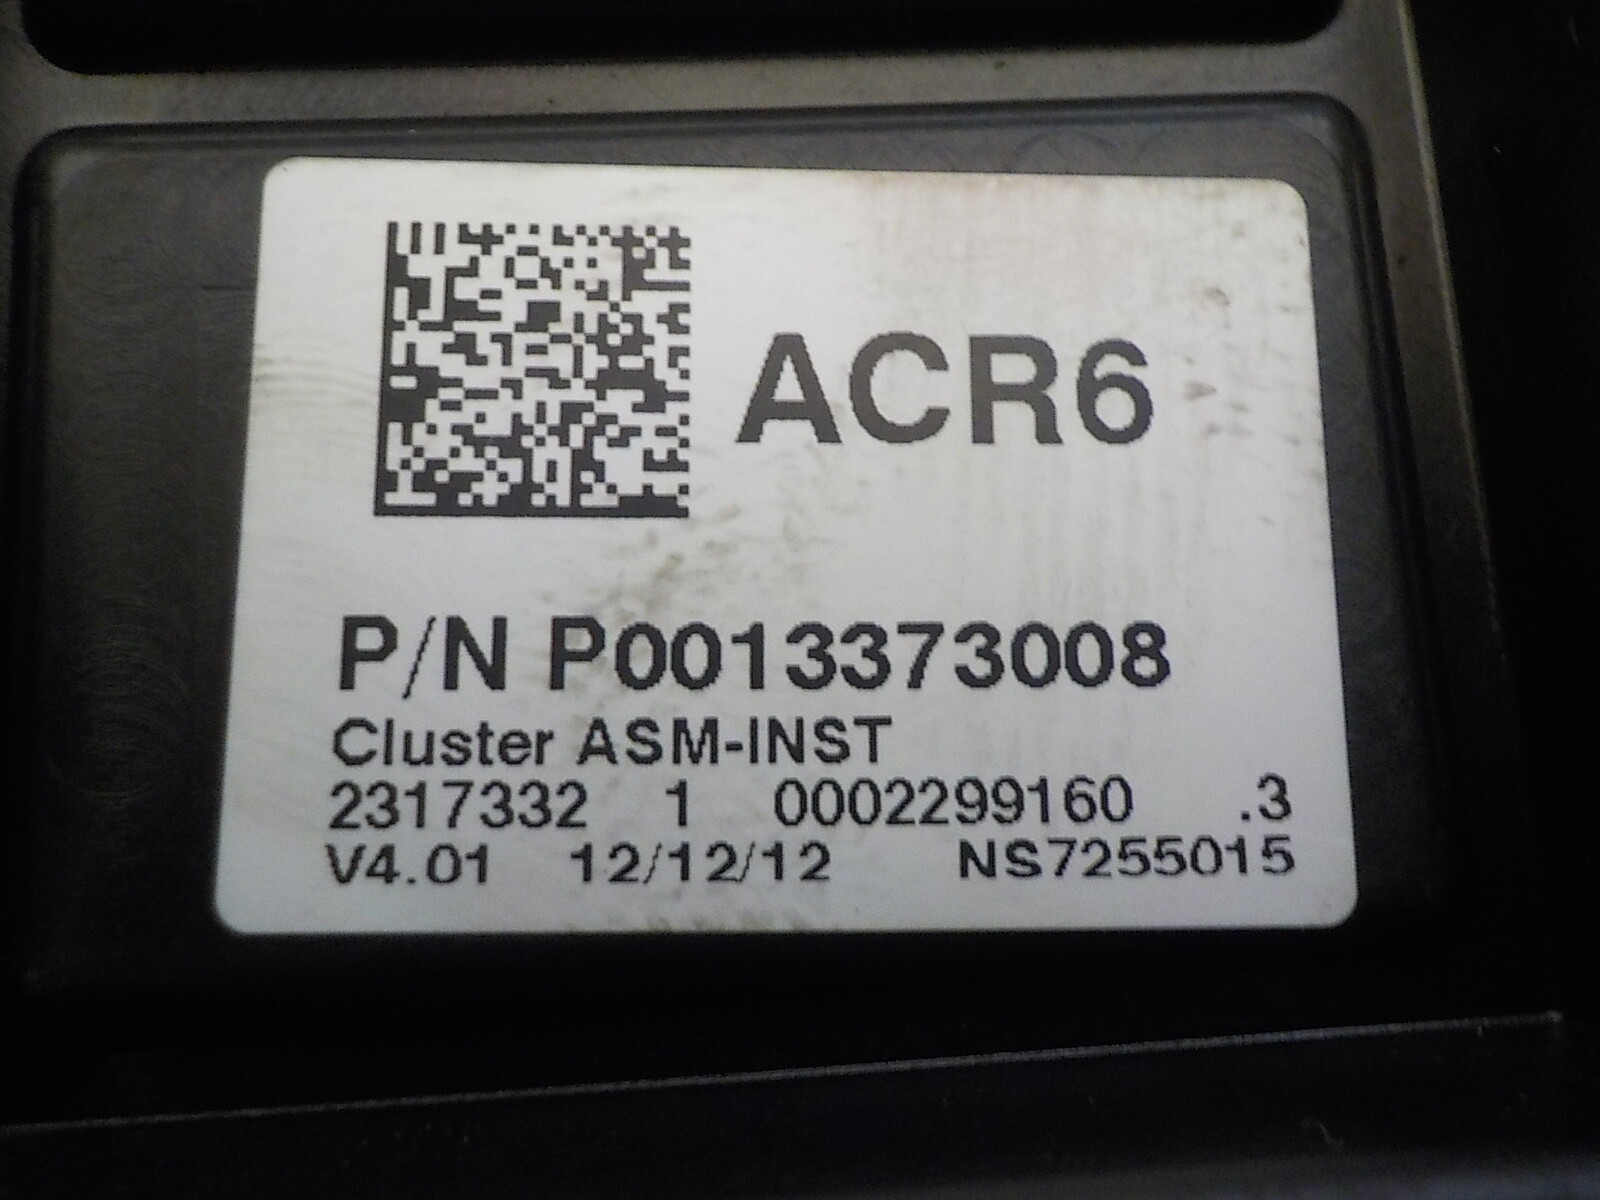 ACR6
P/N P0013373008
Cluster ASM-INST
2317332 1 0002299160 .3
V4.01 12/12/12 NS7255015